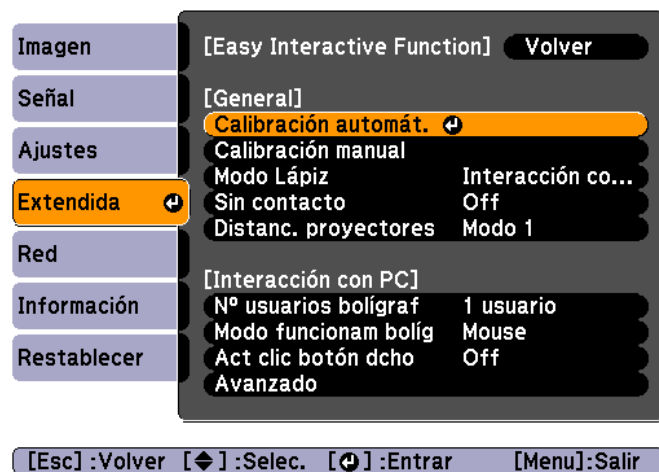 Imagen
Señal
Ajustes
Extendida
Red
Información
Restablecer
[Easy Interactive Function] Volver
[General]
Calibración automát.
Calibración manual
Modo Lápiz Interacción co...
Sin contacto Off
Distanc. proyectores Modo 1
[Interacción con PC]
Nº usuarios bolígraf 1 usuario
Modo funcionam bolíg Mouse
Act clic botón dcho Off
Avanzado
[Esc] :Volver [◆] :Selec. [↵] :Entrar [Menu]:Salir